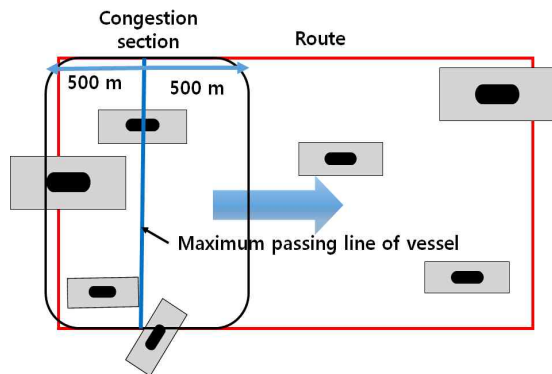 Congestion
section
Route
500 m
500 m
Maximum passing line of vessel